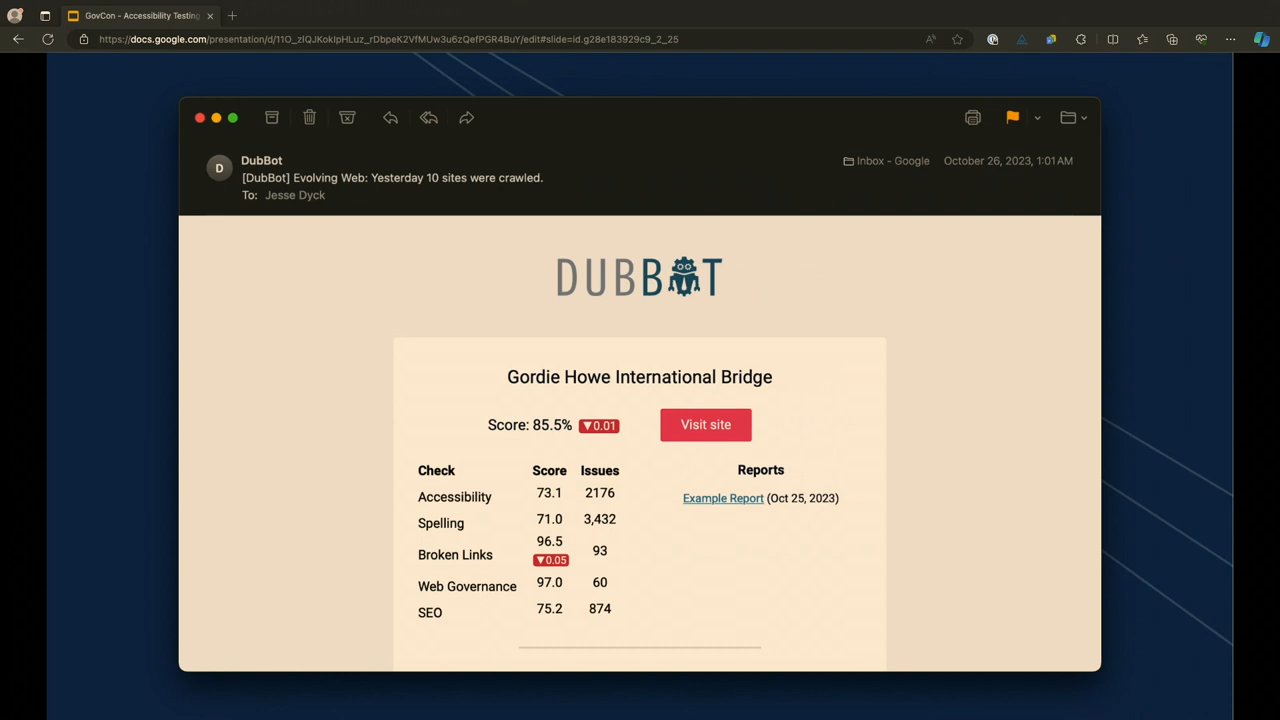 GovCon - Accessibility Testing
https://docs.google.com/presentation/d/11O_zlQJKoklpHLuz_rDbpeK2VfMUw3u6zQefPGR4BuY/edit#slide=id.g28e183929c9_2_25
D
DubBot
Inbox - Google October 26, 2023, 1:01 AM
[DubBot] Evolving Web: Yesterday 10 sites were crawled.
To: Jesse Dyck
DUBBOT
Gordie Howe International Bridge
Score: 85.5% ▼0.01 Visit site
Check Score Issues Reports
Accessibility 73.1 2176 Example Report (Oct 25, 2023)
Spelling 71.0 3,432
Broken Links 96.5 ▼0.05 93
Web Governance 97.0 60
SEO 75.2 874